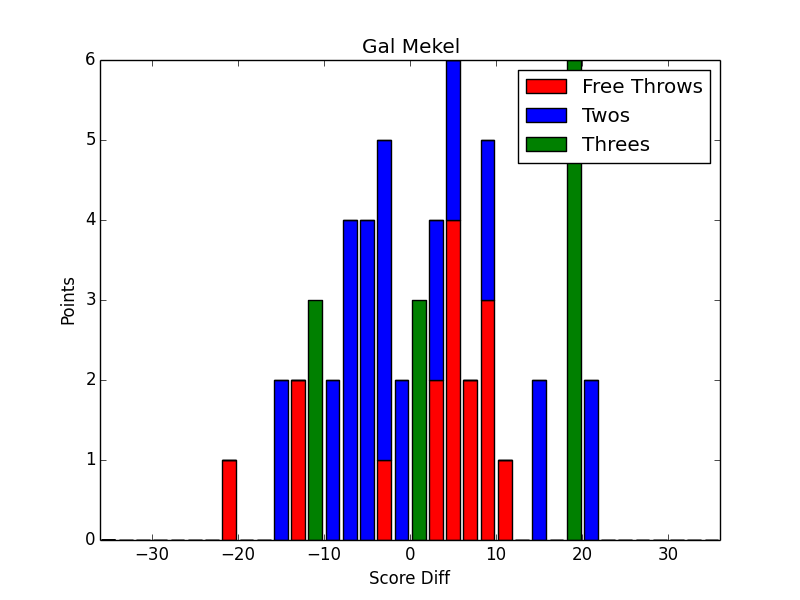 Gal Mekel
6
5
4
3
2
1
0
Points
Free Throws
Twos
Threes
−30 −20 −10 0 10 20 30
Score Diff